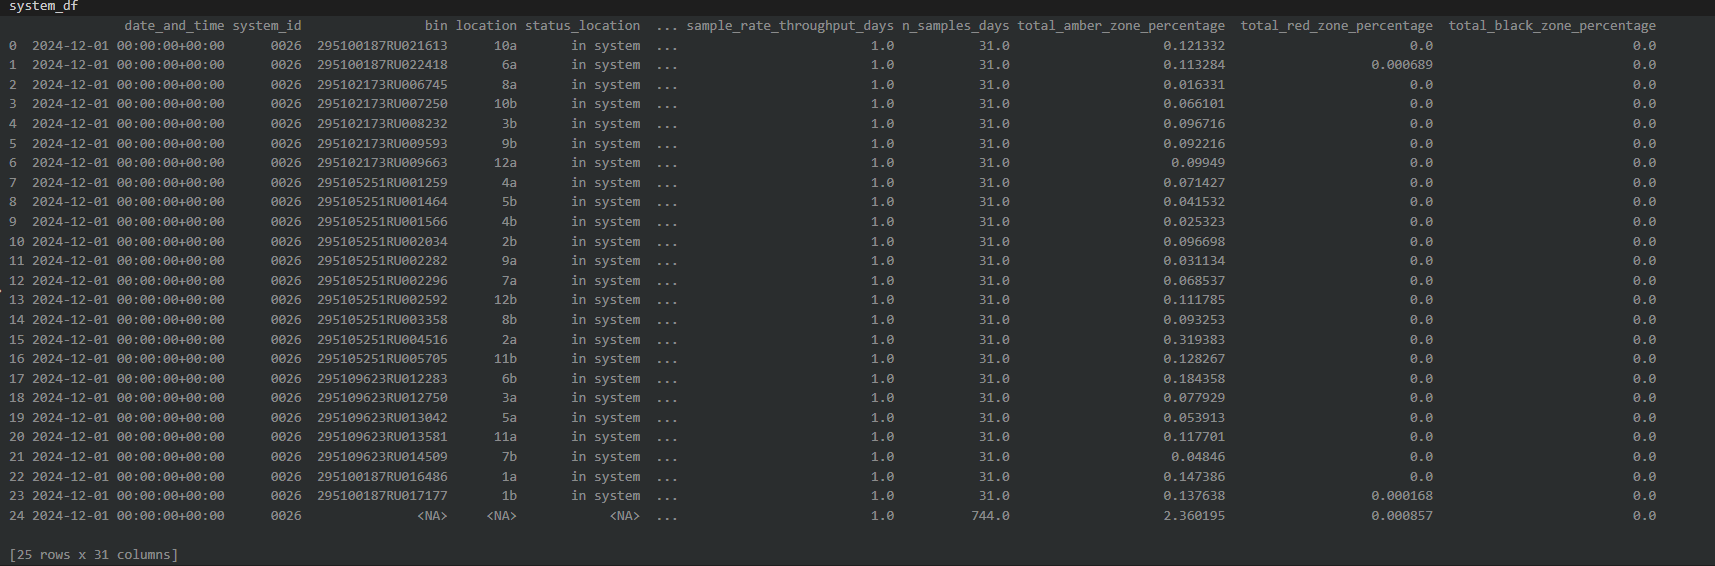 system_df
date_and_time system_id bin location status_location ... sample_rate_throughput_days n_samples_days total_amber_zone_percentage total_red_zone_percentage total_black_zone_percentage
0 2024-12-01 00:00:00+00:00 0026 295100187RU021613 10a in system ... 1.0 31.0 0.121332 0.0 0.0
1 2024-12-01 00:00:00+00:00 0026 295100187RU022418 6a in system ... 1.0 31.0 0.113284 0.000689 0.0
2 2024-12-01 00:00:00+00:00 0026 295102173RU006745 8a in system ... 1.0 31.0 0.016331 0.0 0.0
3 2024-12-01 00:00:00+00:00 0026 295102173RU007250 10b in system ... 1.0 31.0 0.066101 0.0 0.0
4 2024-12-01 00:00:00+00:00 0026 295102173RU008232 3b in system ... 1.0 31.0 0.096716 0.0 0.0
5 2024-12-01 00:00:00+00:00 0026 295102173RU009593 9b in system ... 1.0 31.0 0.092216 0.0 0.0
6 2024-12-01 00:00:00+00:00 0026 295102173RU009663 12a in system ... 1.0 31.0 0.09949 0.0 0.0
7 2024-12-01 00:00:00+00:00 0026 295105251RU001259 4a in system ... 1.0 31.0 0.071427 0.0 0.0
8 2024-12-01 00:00:00+00:00 0026 295105251RU001464 5b in system ... 1.0 31.0 0.041532 0.0 0.0
9 2024-12-01 00:00:00+00:00 0026 295105251RU001566 4b in system ... 1.0 31.0 0.025323 0.0 0.0
10 2024-12-01 00:00:00+00:00 0026 295105251RU002034 2b in system ... 1.0 31.0 0.096698 0.0 0.0
11 2024-12-01 00:00:00+00:00 0026 295105251RU002282 9a in system ... 1.0 31.0 0.031134 0.0 0.0
12 2024-12-01 00:00:00+00:00 0026 295105251RU002296 7a in system ... 1.0 31.0 0.068537 0.0 0.0
13 2024-12-01 00:00:00+00:00 0026 295105251RU002592 12b in system ... 1.0 31.0 0.111785 0.0 0.0
14 2024-12-01 00:00:00+00:00 0026 295105251RU003358 8b in system ... 1.0 31.0 0.093253 0.0 0.0
15 2024-12-01 00:00:00+00:00 0026 295105251RU004516 2a in system ... 1.0 31.0 0.319383 0.0 0.0
16 2024-12-01 00:00:00+00:00 0026 295105251RU005705 11b in system ... 1.0 31.0 0.128267 0.0 0.0
17 2024-12-01 00:00:00+00:00 0026 295109623RU012283 6b in system ... 1.0 31.0 0.184358 0.0 0.0
18 2024-12-01 00:00:00+00:00 0026 295109623RU012750 3a in system ... 1.0 31.0 0.077929 0.0 0.0
19 2024-12-01 00:00:00+00:00 0026 295109623RU013042 5a in system ... 1.0 31.0 0.053913 0.0 0.0
20 2024-12-01 00:00:00+00:00 0026 295109623RU013581 11a in system ... 1.0 31.0 0.117701 0.0 0.0
21 2024-12-01 00:00:00+00:00 0026 295109623RU014509 7b in system ... 1.0 31.0 0.04846 0.0 0.0
22 2024-12-01 00:00:00+00:00 0026 295100187RU016486 1a in system ... 1.0 31.0 0.147386 0.0 0.0
23 2024-12-01 00:00:00+00:00 0026 295100187RU017177 1b in system ... 1.0 31.0 0.137638 0.000168 0.0
24 2024-12-01 00:00:00+00:00 0026 <NA> <NA> <NA> ... 1.0 744.0 2.360195 0.000857 0.0
[25 rows x 31 columns]